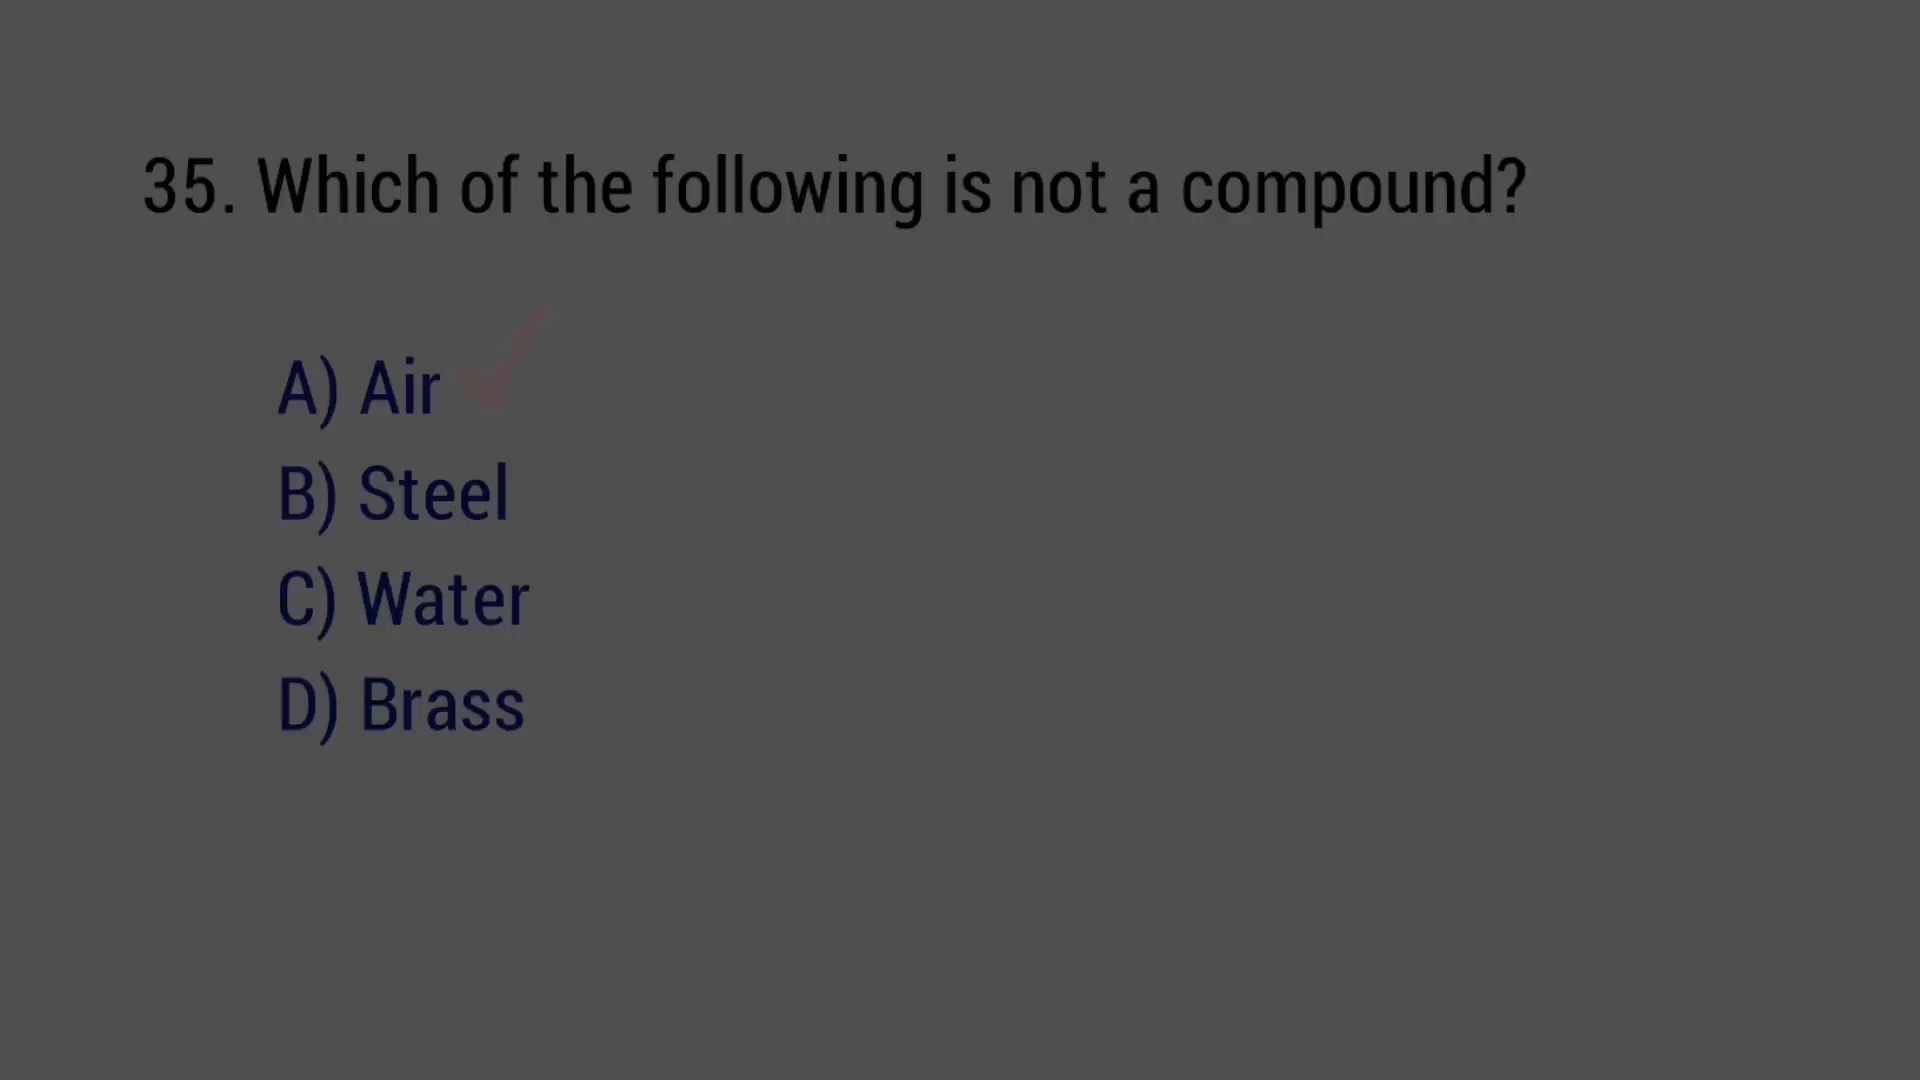 35. Which of the following is not a compound?
A) Air
B) Steel
C) Water
D) Brass